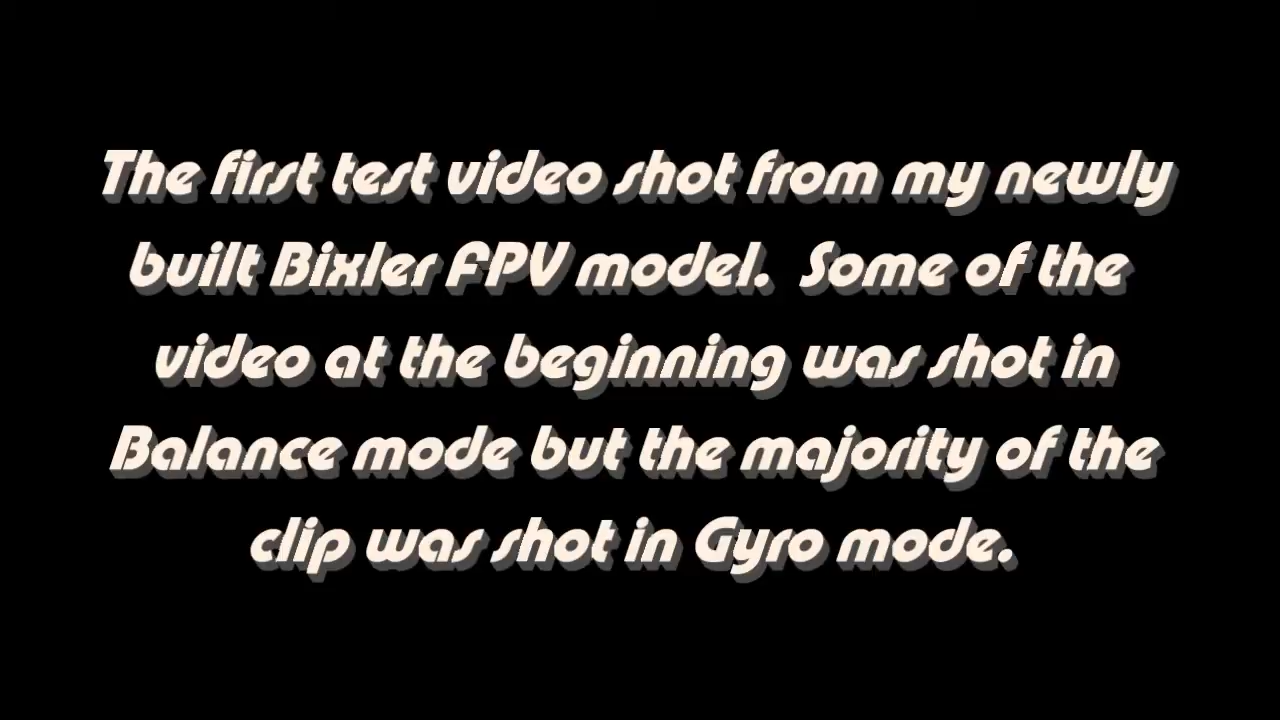 The first test video shot from my newly
built Bixler FPV model.  Some of the
video at the beginning was shot in
Balance mode but the majority of the
clip was shot in Gyro mode.